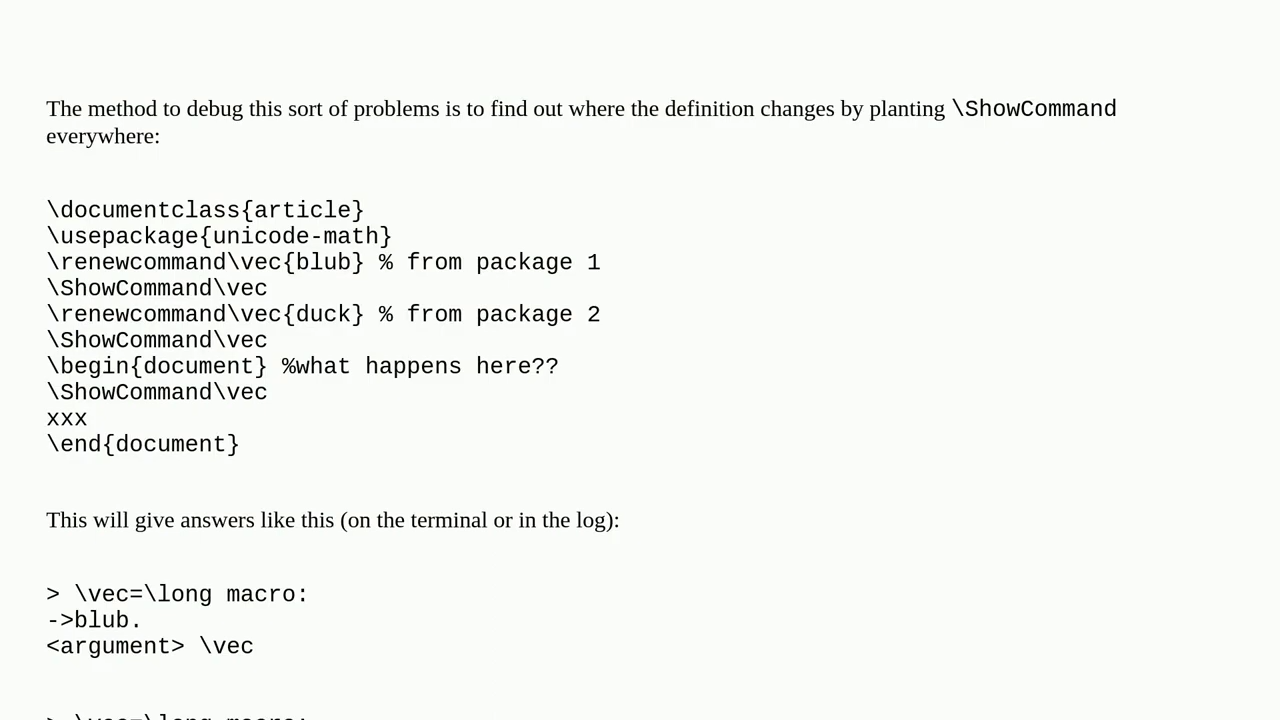 The method to debug this sort of problems is to find out where the definition changes by planting \ShowCommand
everywhere:
\documentclass{article}
\usepackage{unicode-math}
\renewcommand\vec{blub} % from package 1
\ShowCommand\vec
\renewcommand\vec{duck} % from package 2
\ShowCommand\vec
\begin{document} %what happens here??
\ShowCommand\vec
xxx
\end{document}
This will give answers like this (on the terminal or in the log):
> \vec=\long macro:
->blub.
<argument> \vec
> \vec=\long macro: